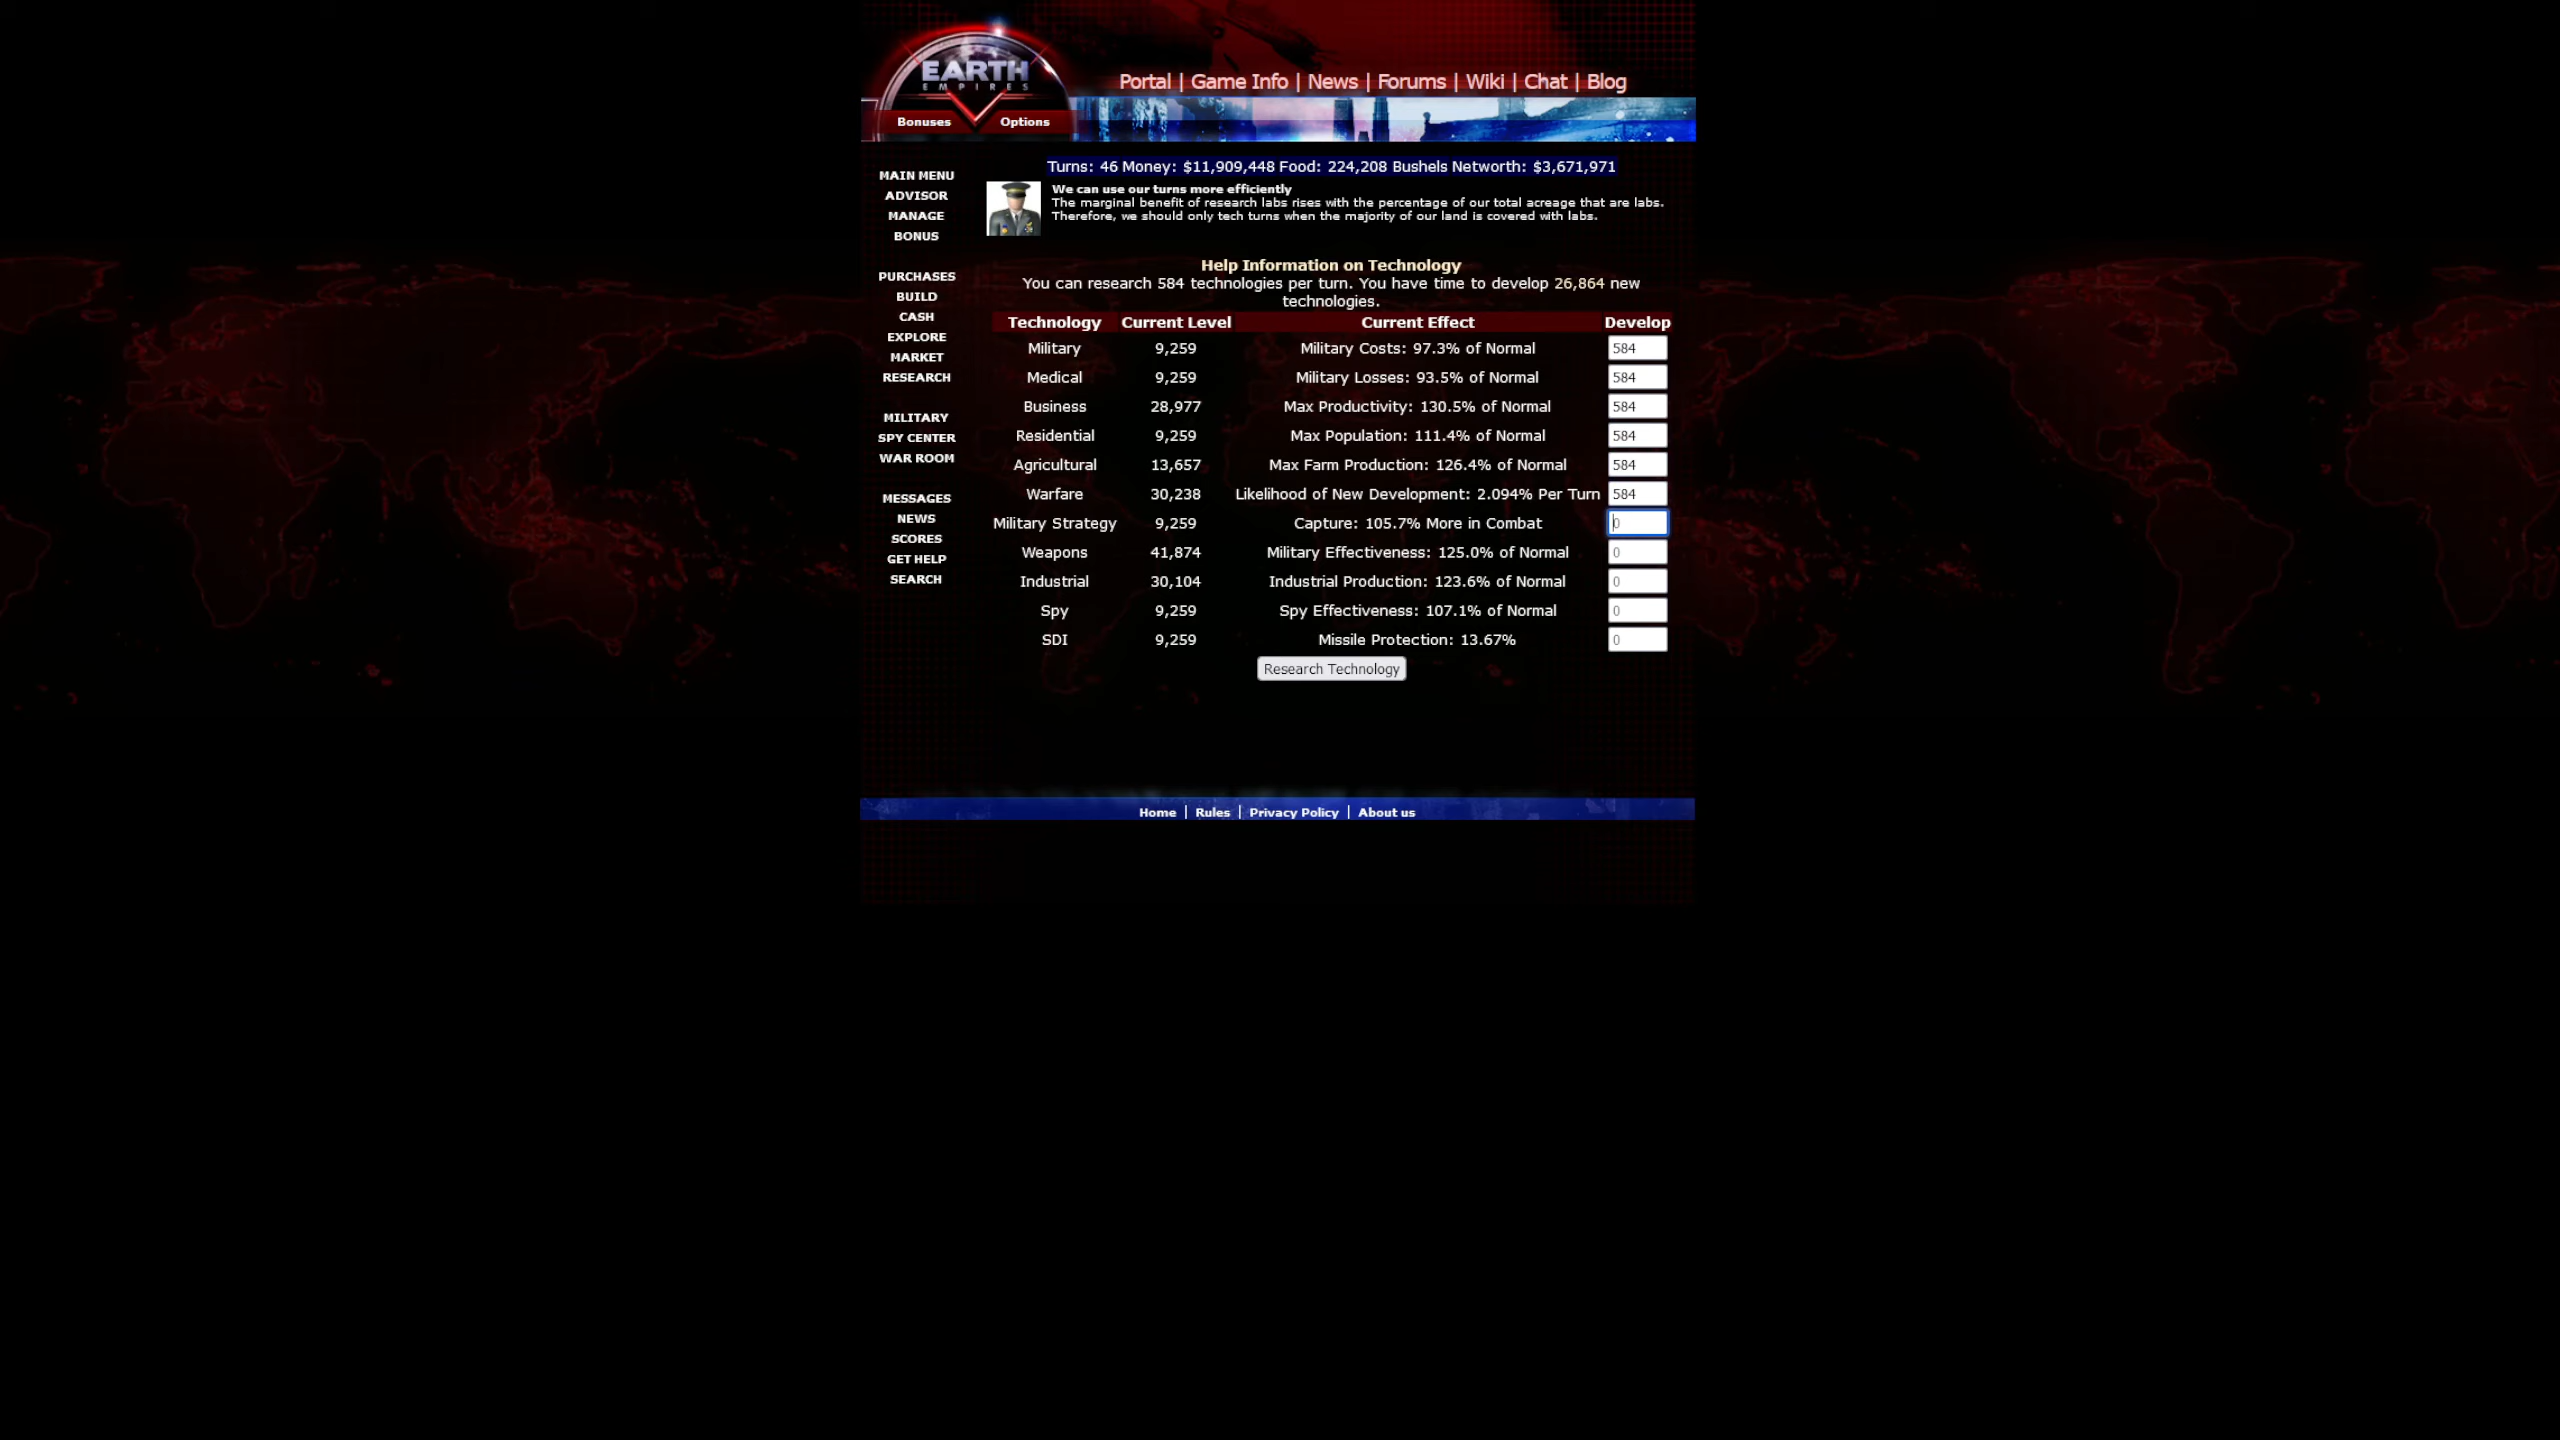 EARTH
EMPIRES
Portal | Game Info | News | Forums | Wiki | Chat | Blog
Bonuses Options
Turns: 46 Money: $11,909,448 Food: 224,208 Bushels Networth: $3,671,971
We can use our turns more efficiently
The marginal benefit of research labs rises with the percentage of our total acreage that are labs.
Therefore, we should only tech turns when the majority of our land is covered with labs.
MAIN MENU
ADVISOR
MANAGE
BONUS
PURCHASES
BUILD
CASH
EXPLORE
MARKET
RESEARCH
MILITARY
SPY CENTER
WAR ROOM
MESSAGES
NEWS
SCORES
GET HELP
SEARCH
Help Information on Technology
You can research 584 technologies per turn. You have time to develop 26,864 new
technologies.
Technology Current Level Current Effect Develop
Military 9,259 Military Costs: 97.3% of Normal 584
Medical 9,259 Military Losses: 93.5% of Normal 584
Business 28,977 Max Productivity: 130.5% of Normal 584
Residential 9,259 Max Population: 111.4% of Normal 584
Agricultural 13,657 Max Farm Production: 126.4% of Normal 584
Warfare 30,238 Likelihood of New Development: 2.094% Per Turn 584
Military Strategy 9,259 Capture: 105.7% More in Combat 0
Weapons 41,874 Military Effectiveness: 125.0% of Normal 0
Industrial 30,104 Industrial Production: 123.6% of Normal 0
Spy 9,259 Spy Effectiveness: 107.1% of Normal 0
SDI 9,259 Missile Protection: 13.67% 0
Research Technology
Home | Rules | Privacy Policy | About us